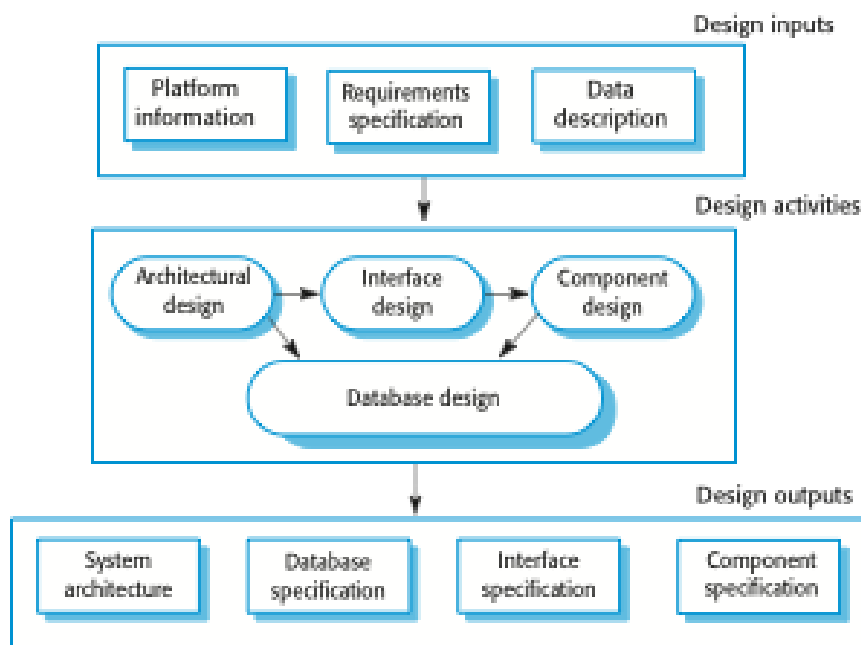 Design inputs
Platform
information
Requirements
specification
Data
description
Design activities
Architectural
design
Interface
design
Component
design
Database design
Design outputs
System
architecture
Database
specification
Interface
specification
Component
specification